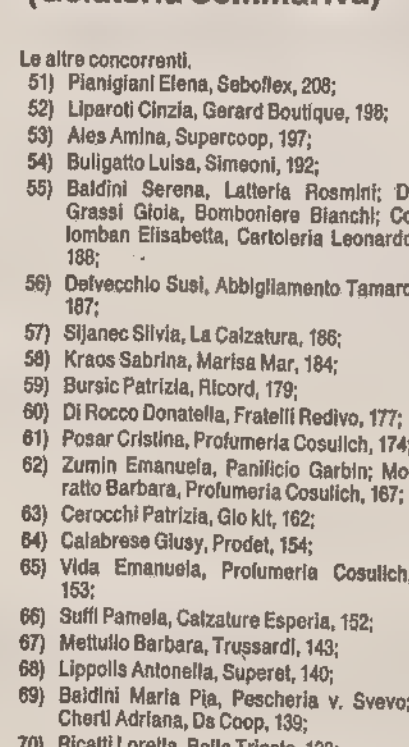 Le altre concorrenti.
51) Pianigiani Elena, Seboflex, 208;
52) Liparoti Cinzia, Gerard Boutique, 198;
53) Ales Amina, Supercoop, 197;
54) Buligatto Luisa, Simeoni, 192;
55) Baldini Serena, Latteria Rosmini; D
Grassi Gioia, Bomboniere Bianchi; Co
lomban Elisabetta, Cartoleria Leonardo
188;
56) Delvecchio Susi, Abbigliamento Tamaro
187;
57) Sijanec Silvia, La Calzatura, 186;
58) Kraos Sabrina, Marisa Mar, 184;
59) Bursic Patrizia, Ricord, 179;
60) Di Rocco Donatella, Fratelli Redivo, 177;
61) Posar Cristina, Profumeria Cosulich, 174;
62) Zumin Emanuela, Panificio Garbin; Mo-
ratto Barbara, Profumeria Cosulich, 167;
63) Cerocchi Patrizia, Gio kit, 162;
64) Calabrese Giusy, Prodet, 154;
65) Vida Emanuela, Profumeria Cosulich,
153;
66) Suffi Pamela, Calzature Esperia, 152;
67) Mettullo Barbara, Trussardi, 143;
68) Lippolis Antonella, Superet, 140;
69) Baldini Maria Pia, Pescheria v. Svevo;
Cherti Adriana, Ds Coop, 139;
70) Ricatti Loretta,